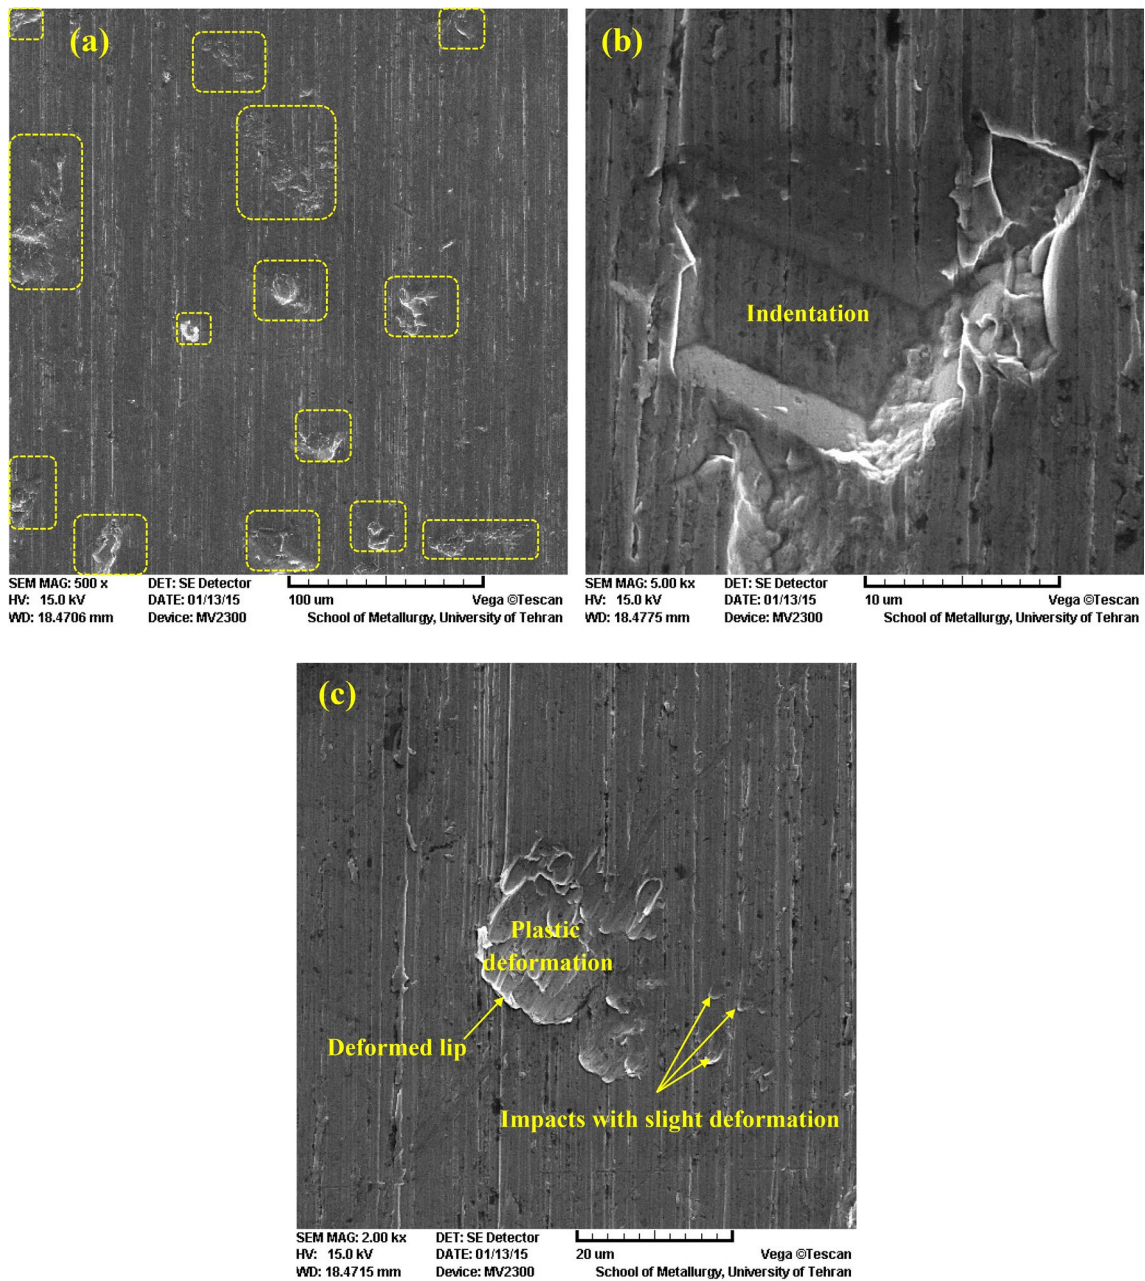 (a)
SEM MAG: 500 x DET: SE Detector
HV: 15.0 kV DATE: 01/13/15 100 um Vega ©Tescan
WD: 18.4706 mm Device: MV2300 School of Metallurgy, University of Tehran
(b)
Indentation
SEM MAG: 5.00 kx DET: SE Detector
HV: 15.0 kV DATE: 01/13/15 10 um Vega ©Tescan
WD: 18.4775 mm Device: MV2300 School of Metallurgy, University of Tehran
(c)
Plastic
deformation
Deformed lip
Impacts with slight deformation
SEM MAG: 2.00 kx DET: SE Detector
HV: 15.0 kV DATE: 01/13/15 20 um Vega ©Tescan
WD: 18.4715 mm Device: MV2300 School of Metallurgy, University of Tehran